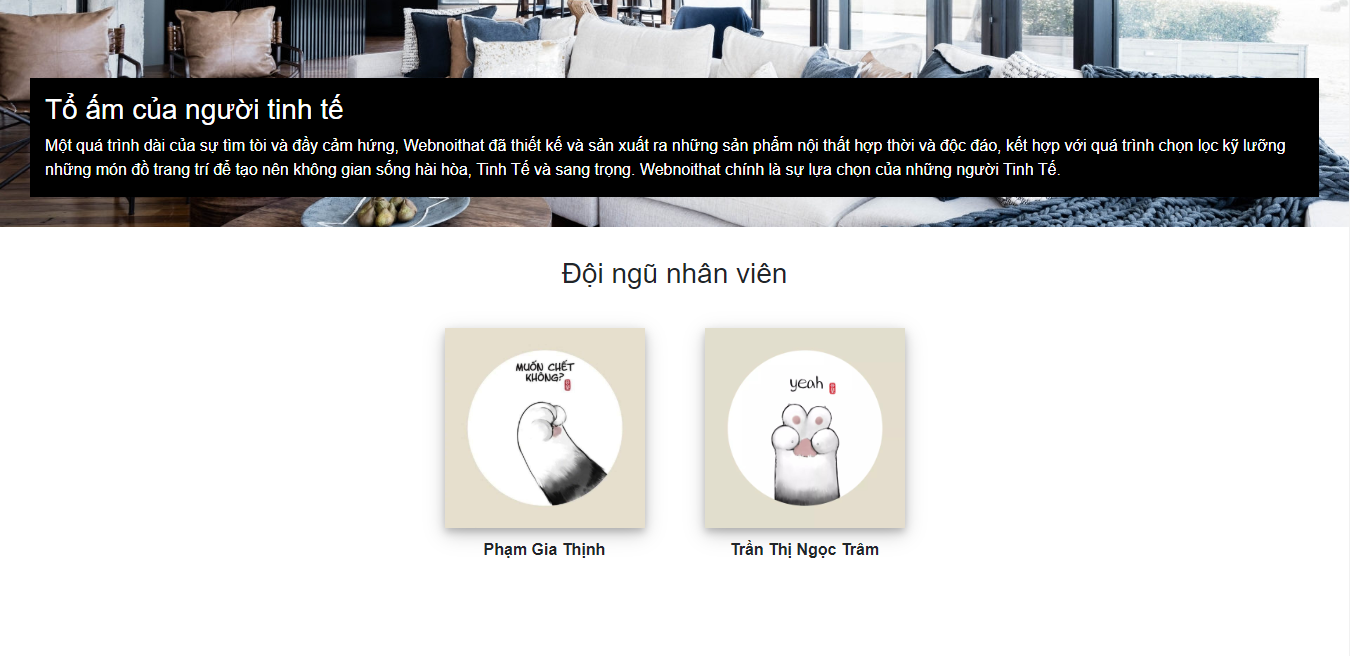 Tổ ấm của người tinh tế
Một quá trình dài của sự tìm tòi và đầy cảm hứng, Webnoithat đã thiết kế và sản xuất ra những sản phẩm nội thất hợp thời và độc đáo, kết hợp với quá trình chọn lọc kỹ lưỡng
những món đồ trang trí để tạo nên không gian sống hài hòa, Tinh Tế và sang trọng. Webnoithat chính là sự lựa chọn của những người Tinh Tế.
Đội ngũ nhân viên
MUỐN CHẾT
KHÔNG?
yeah
Phạm Gia Thịnh
Trần Thị Ngọc Trâm